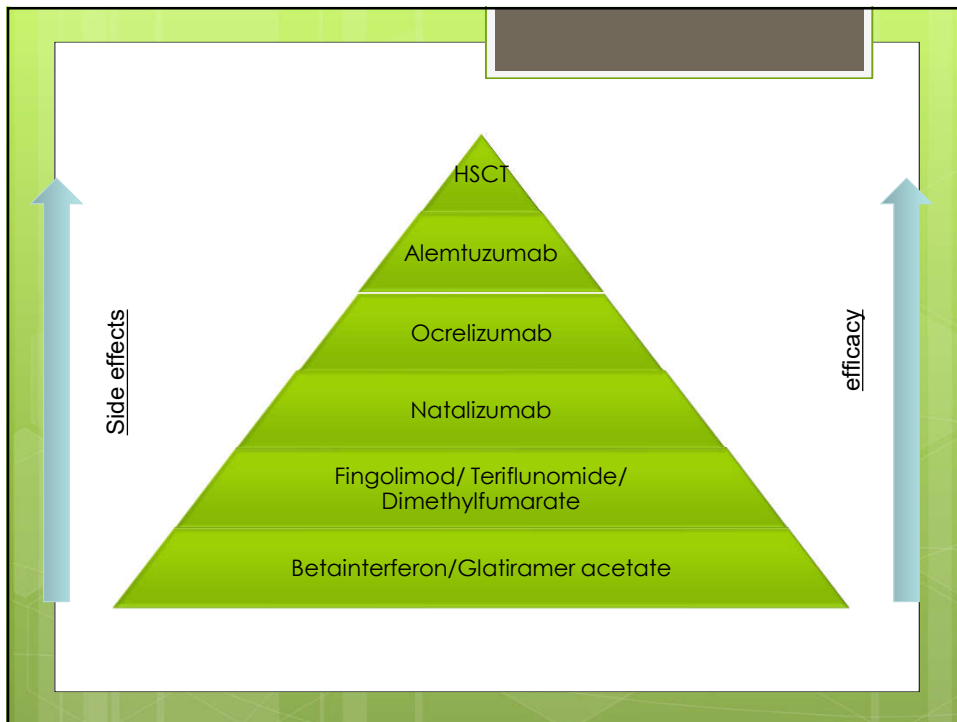 HSCT
Alemtuzumab
Ocrelizumab
Natalizumab
Fingolimod/ Teriflunomide/
Dimethylfumarate
Betainterferon/Glatiramer acetate
Side effects
efficacy